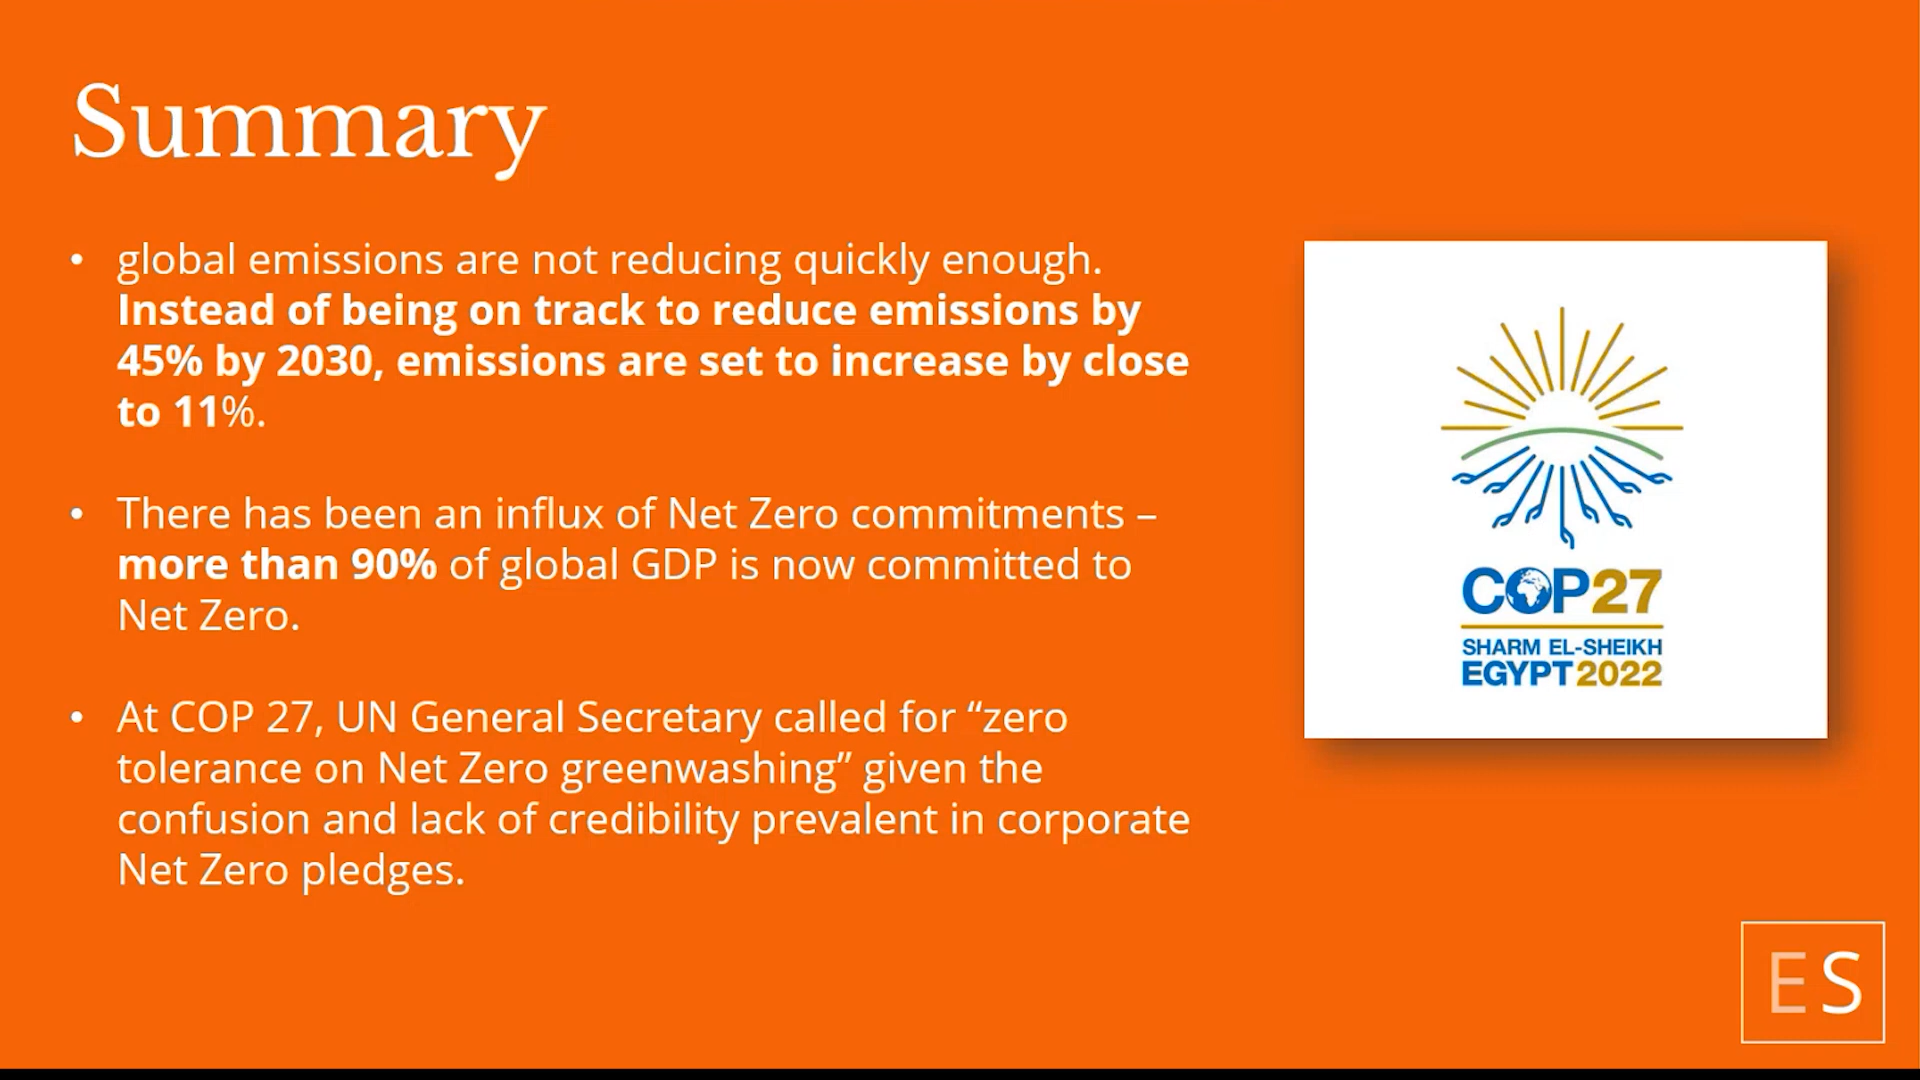 Summary
• global emissions are not reducing quickly enough.
Instead of being on track to reduce emissions by
45% by 2030, emissions are set to increase by close
to 11%.
• There has been an influx of Net Zero commitments –
more than 90% of global GDP is now committed to
Net Zero.
• At COP 27, UN General Secretary called for “zero
tolerance on Net Zero greenwashing” given the
confusion and lack of credibility prevalent in corporate
Net Zero pledges.
COP27
SHARM EL-SHEIKH
EGYPT 2022
ES